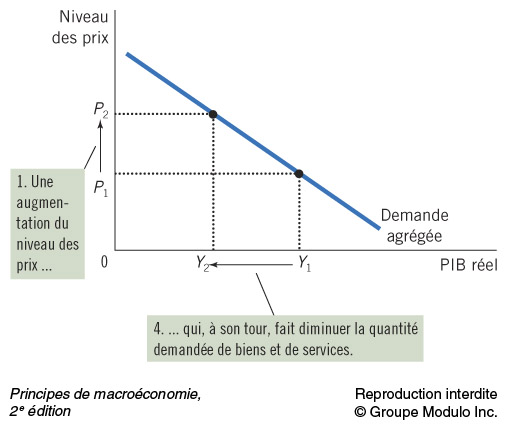 Niveau
des prix
P2
1. Une
augmen-
tation du
niveau des
prix ...
P1
Demande
agrégée
0
Y2
Y1
PIB réel
4. ... qui, à son tour, fait diminuer la quantité
demandée de biens et de services.
Principes de macroéconomie,
2e édition
Reproduction interdite
© Groupe Modulo Inc.